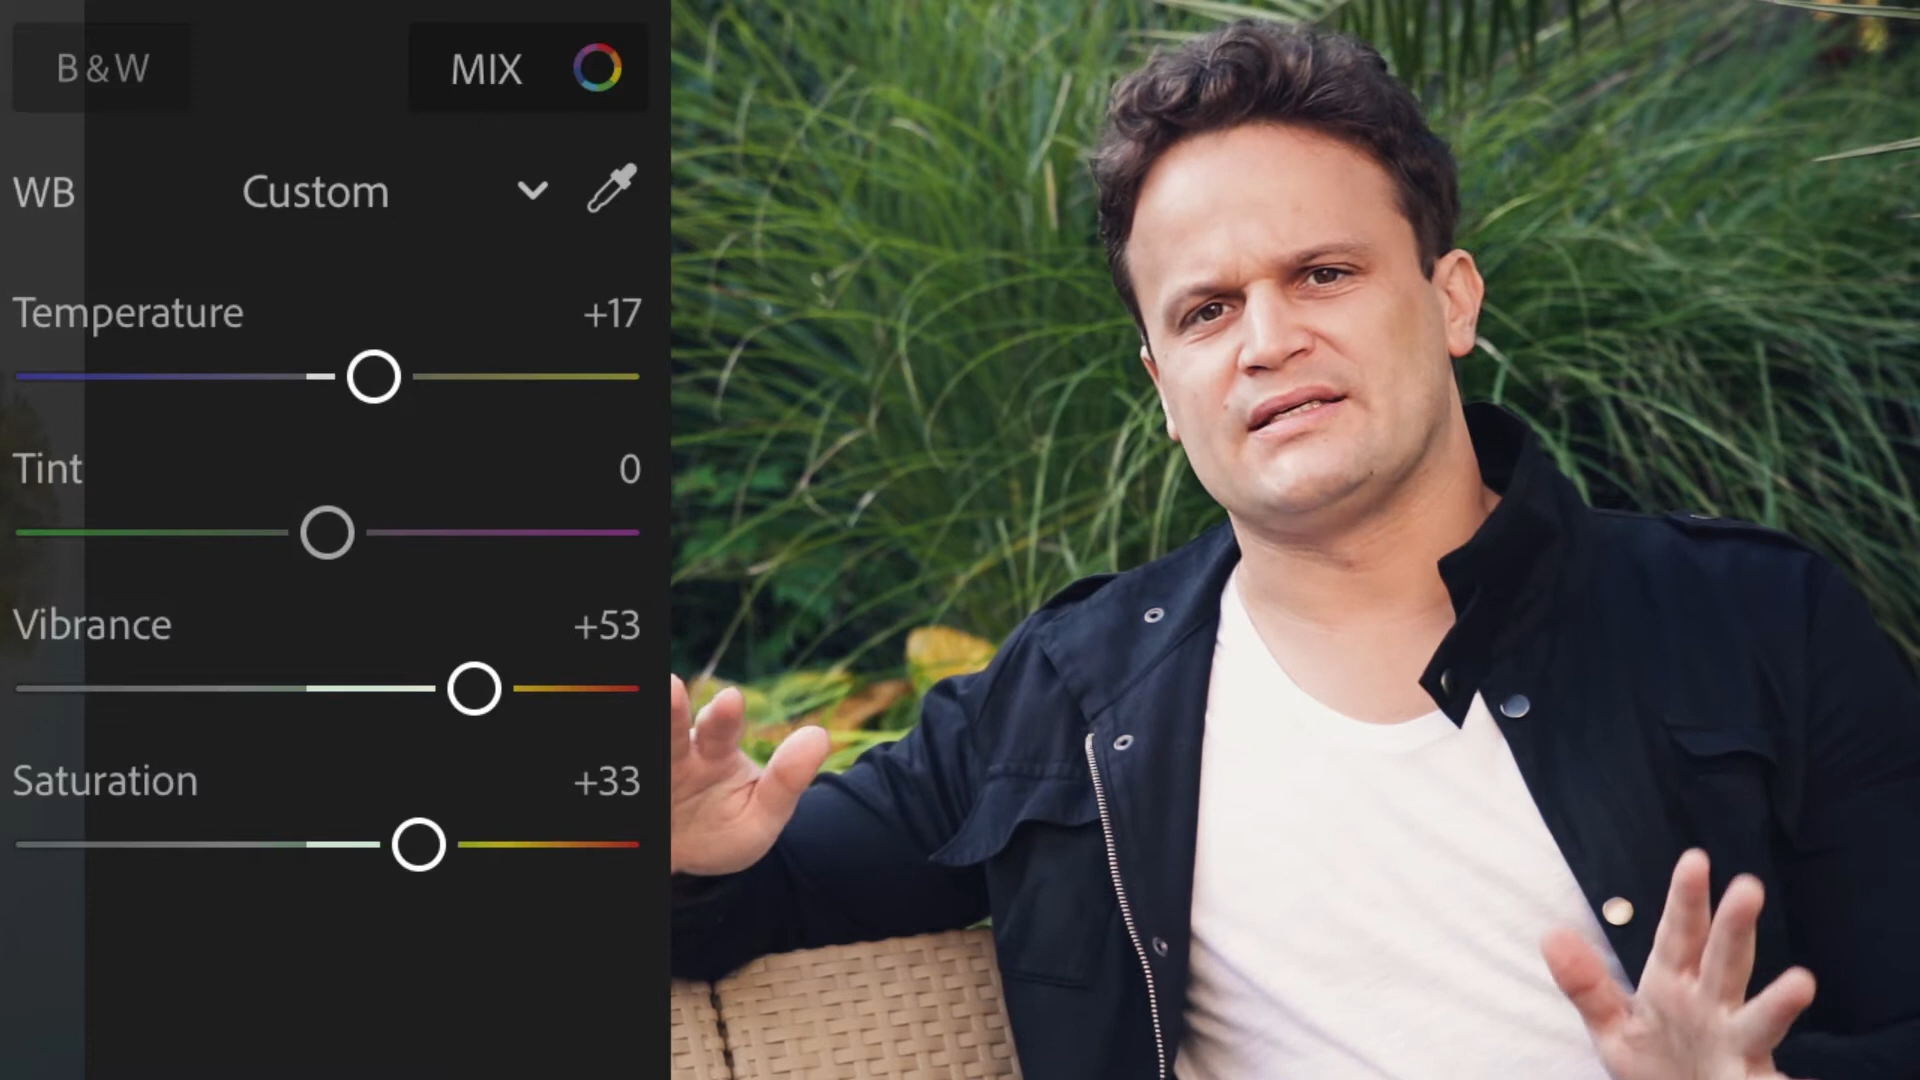 B&W MIX
WB Custom
Temperature +17
Tint 0
Vibrance +53
Saturation +33